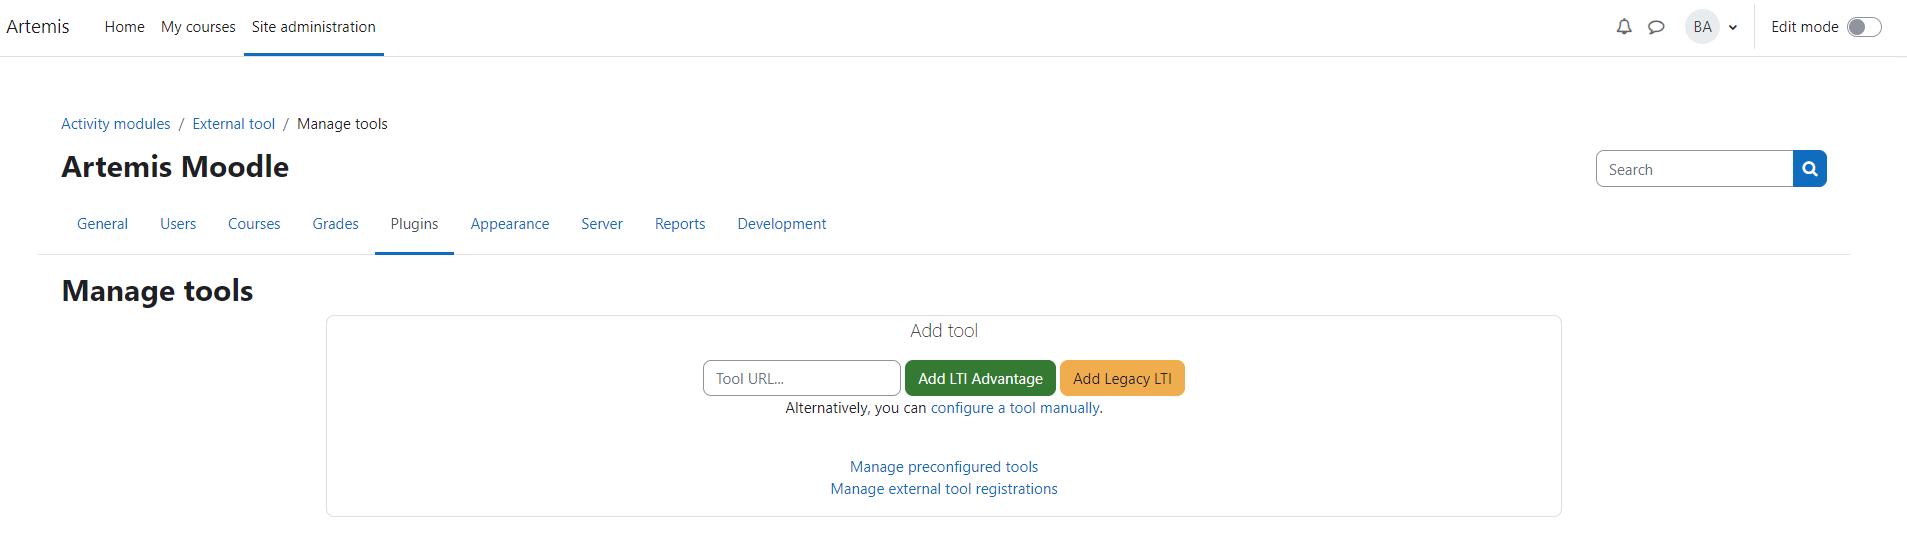 Artemis Home My courses Site administration BA Edit mode
Activity modules / External tool / Manage tools
Artemis Moodle
Search
General Users Courses Grades Plugins Appearance Server Reports Development
Manage tools
Add tool
Tool URL... Add LTI Advantage Add Legacy LTI
Alternatively, you can configure a tool manually.
Manage preconfigured tools
Manage external tool registrations